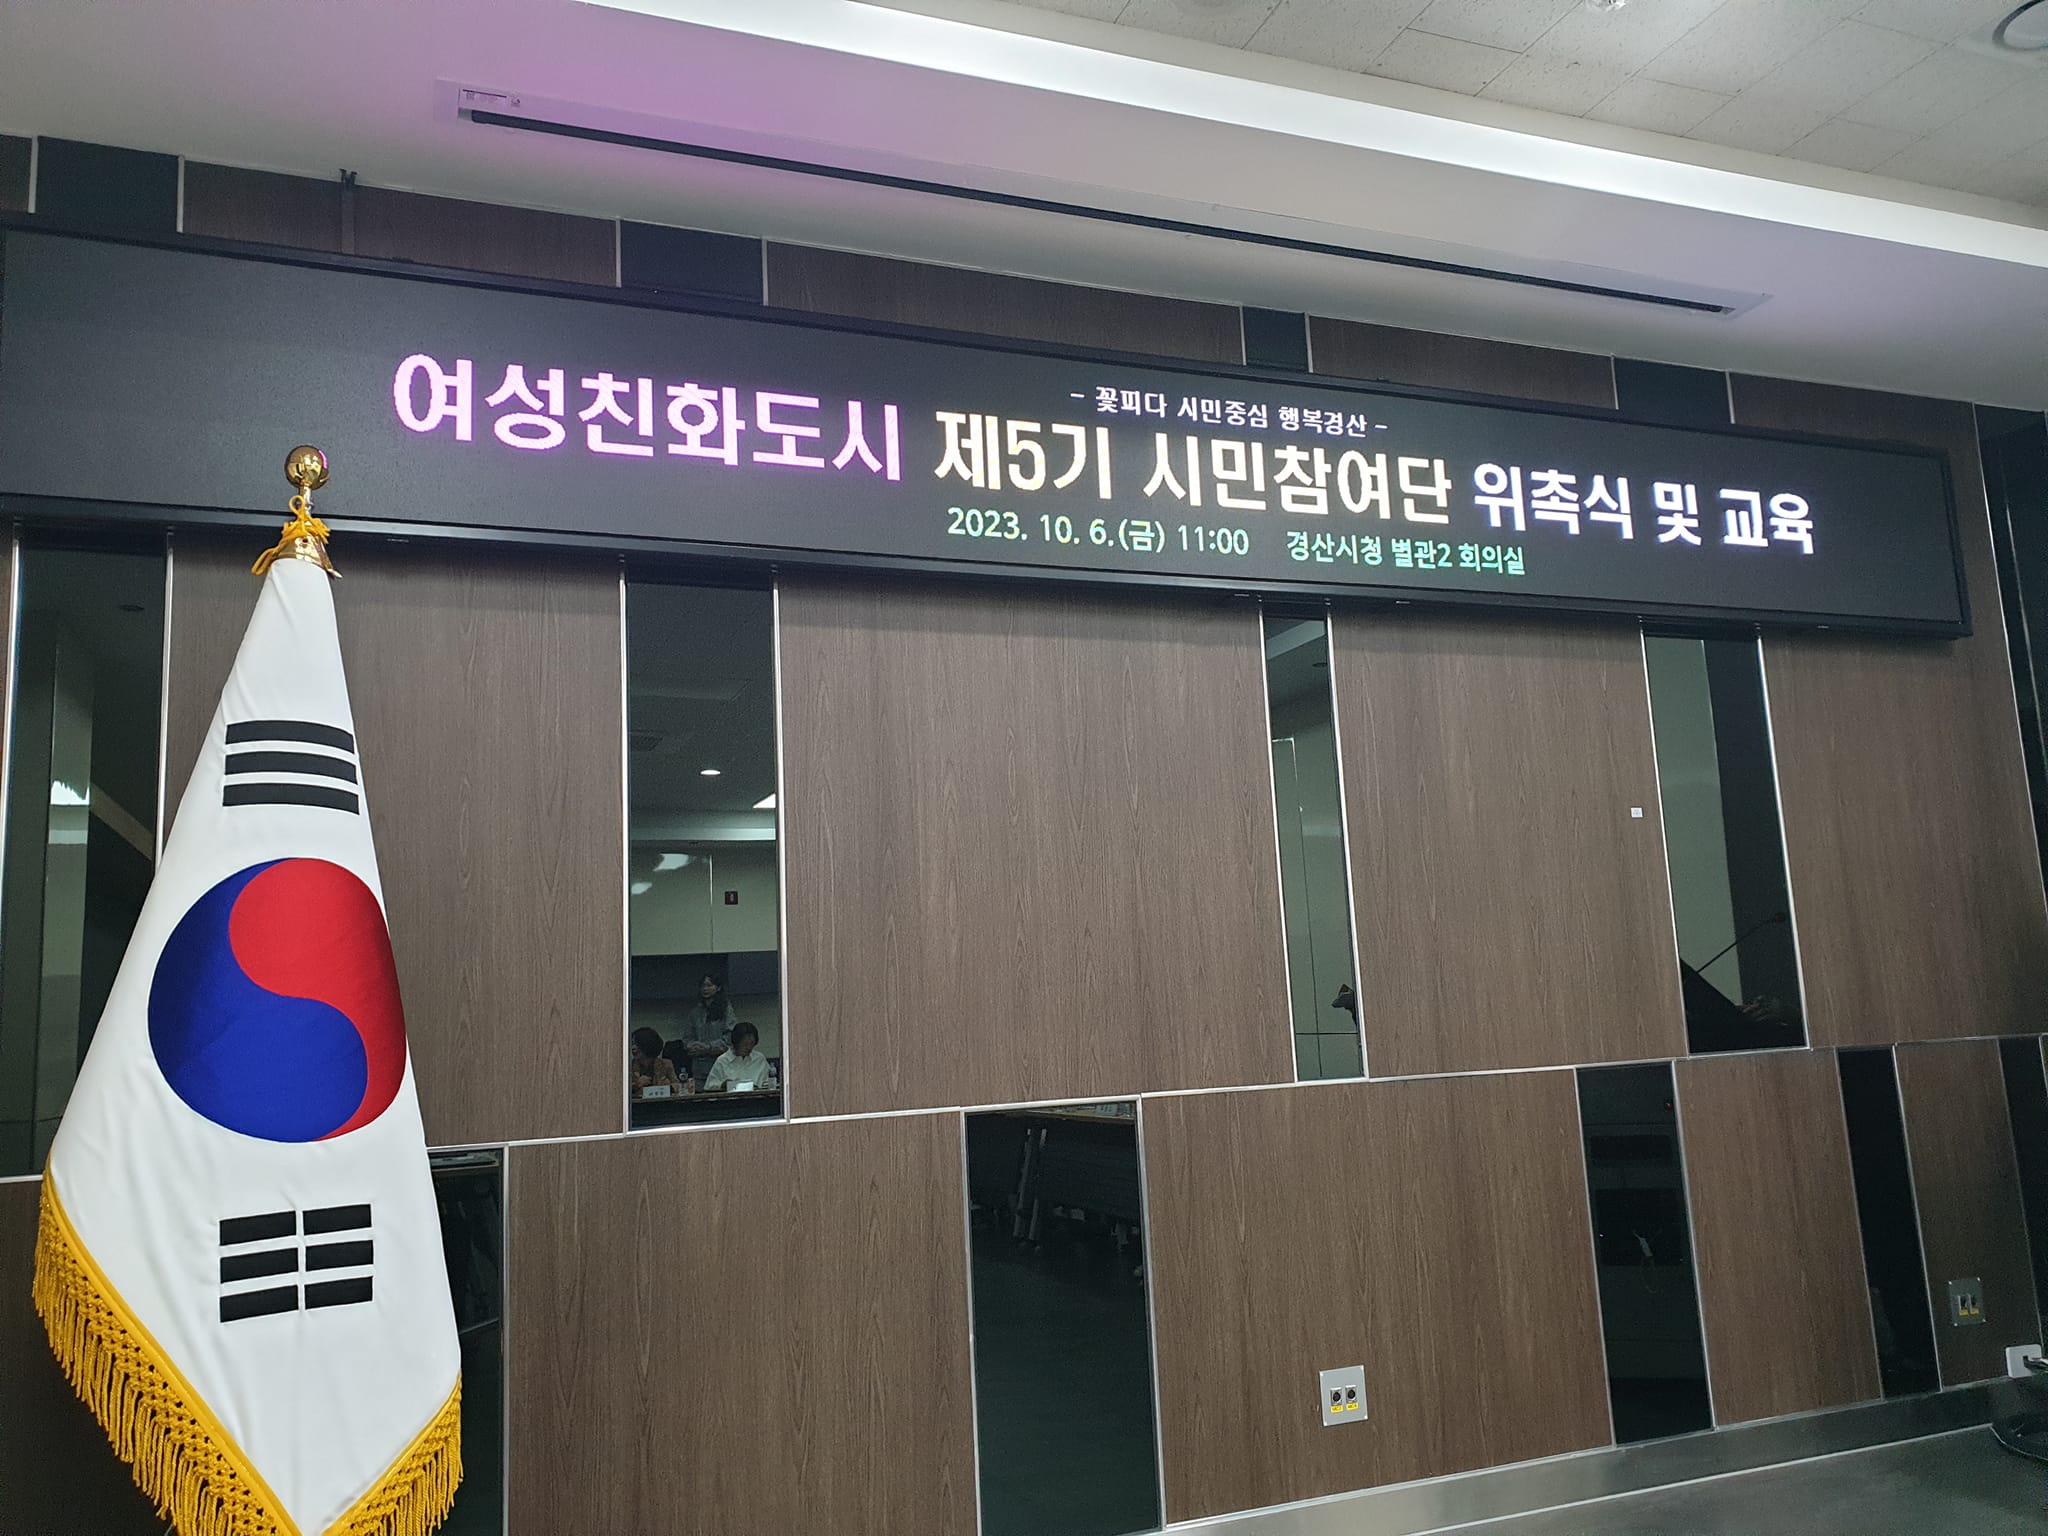 - 꽃피다 시민중심 행복경산 -
여성친화도시 제5기 시민참여단 위촉식 및 교육
2023. 10. 6.(금) 11:00 경산시청 별관2 회의실